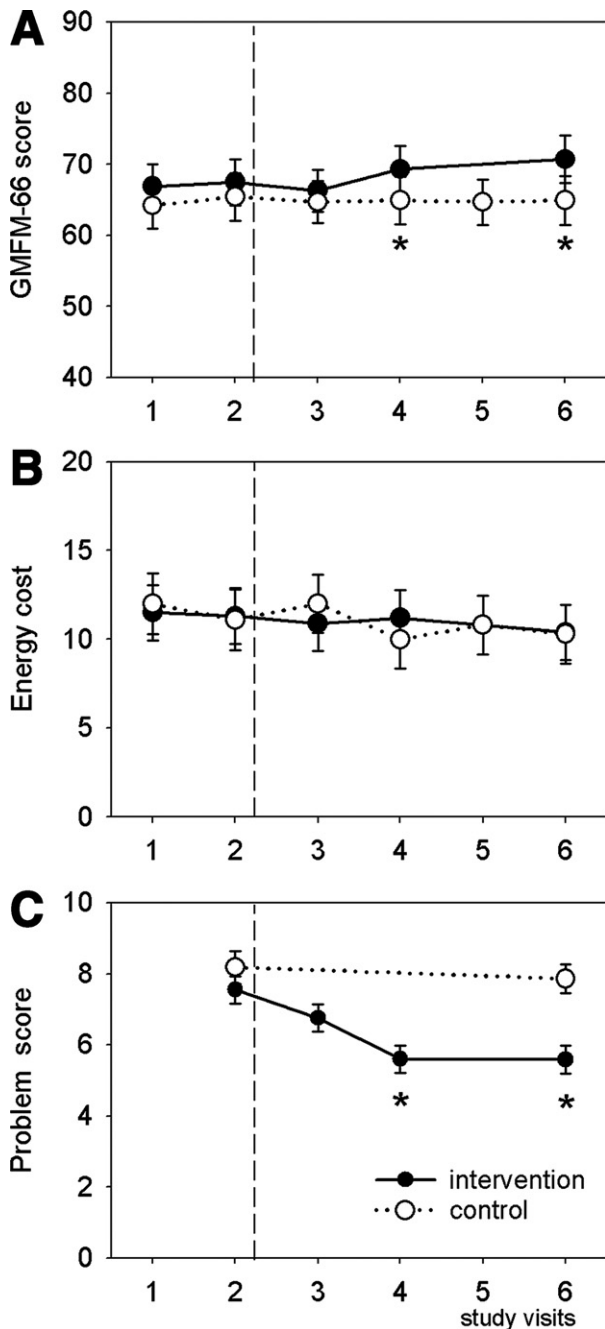 A
GMFM-66 score
90
80
70
60
50
40
* *
1 2 3 4 5 6
B
Energy cost
20
15
10
5
0
1 2 3 4 5 6
C
Problem score
10
8
6
4
2
0
* *
intervention
control
1 2 3 4 5 6
study visits